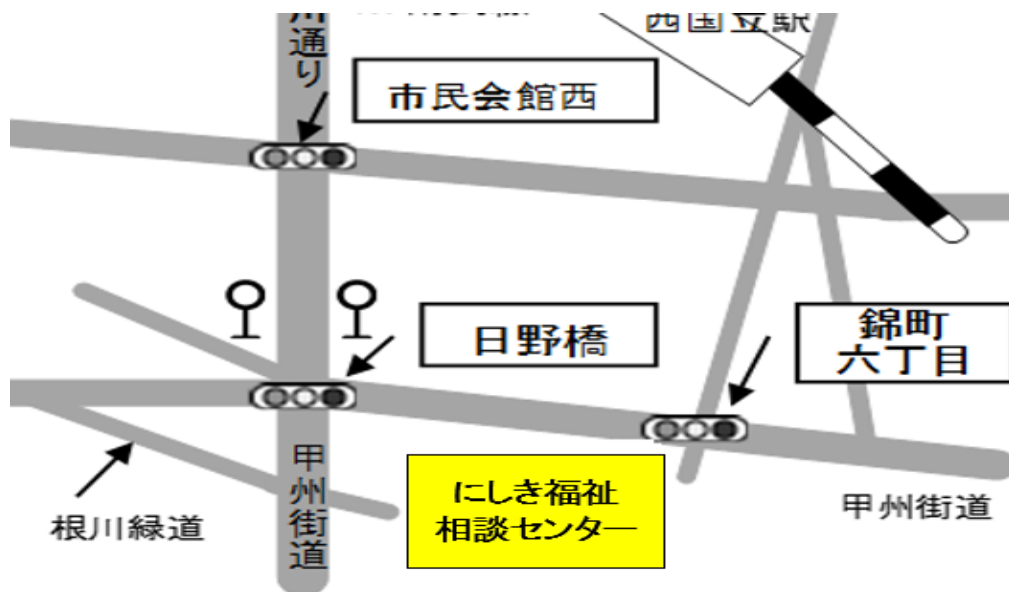 西国立駅
川通り
市民会館西
日野橋
錦町
六丁目
甲州街道
にしき福祉
相談センター
甲州街道
根川緑道